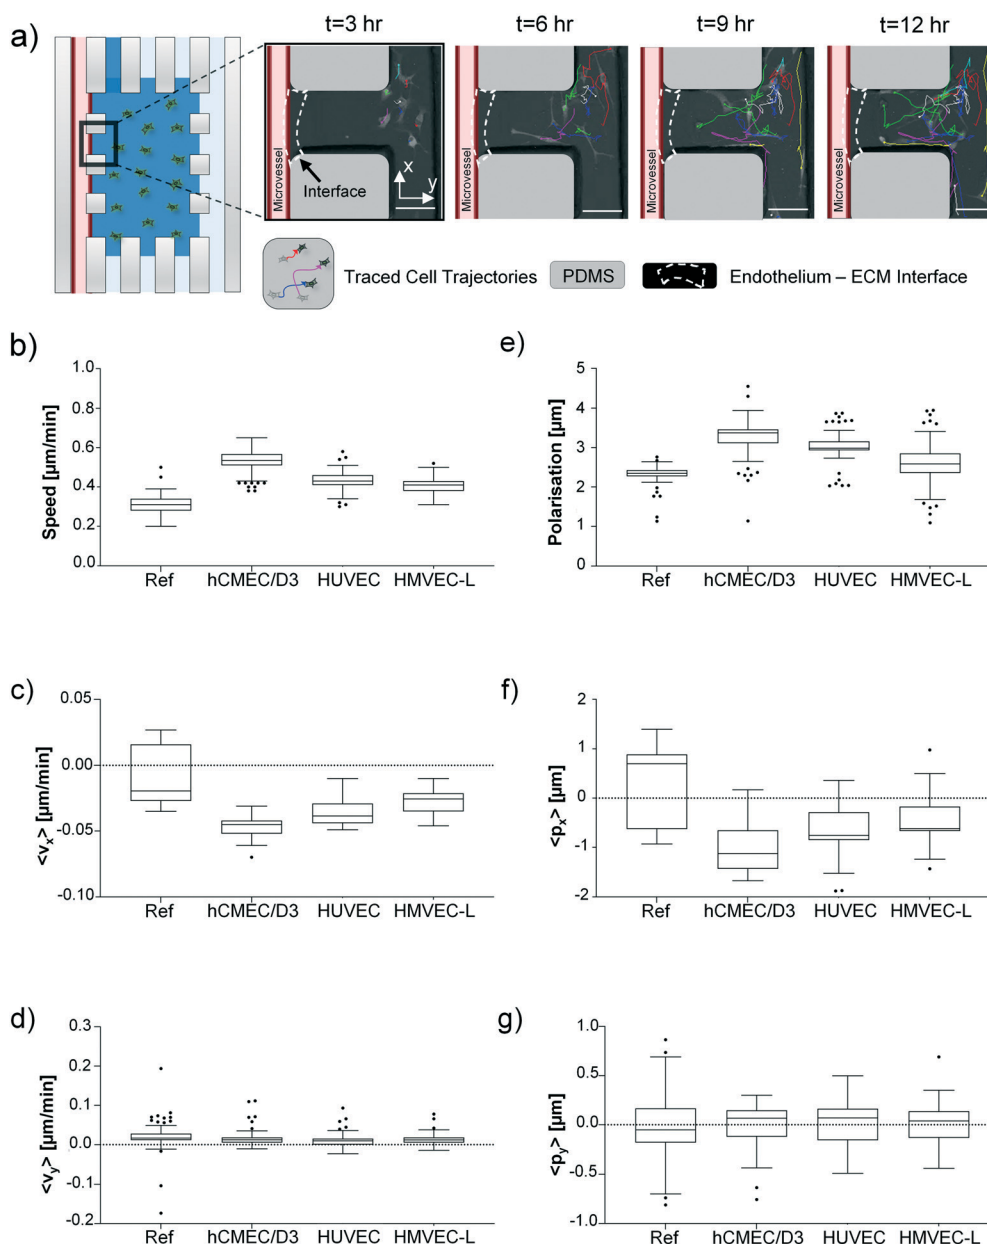 a)
t=3 hr
t=6 hr
t=9 hr
t=12 hr
Microvessel
Interface
x
y
Microvessel
Microvessel
Microvessel
Traced Cell Trajectories
PDMS
Endothelium – ECM Interface
b)
Speed [µm/min]
1.0
0.8
0.6
0.4
0.2
0.0
Ref
hCMEC/D3
HUVEC
HMVEC-L
e)
Polarisation [µm]
5
4
3
2
1
0
Ref
hCMEC/D3
HUVEC
HMVEC-L
c)
<vx> [µm/min]
0.05
0.00
-0.05
-0.10
Ref
hCMEC/D3
HUVEC
HMVEC-L
f)
<px> [µm]
2
1
0
-1
-2
Ref
hCMEC/D3
HUVEC
HMVEC-L
d)
<vy> [µm/min]
0.3
0.2
0.1
0.0
-0.1
-0.2
Ref
hCMEC/D3
HUVEC
HMVEC-L
g)
<py> [µm]
1.0
0.5
0.0
-0.5
-1.0
Ref
hCMEC/D3
HUVEC
HMVEC-L